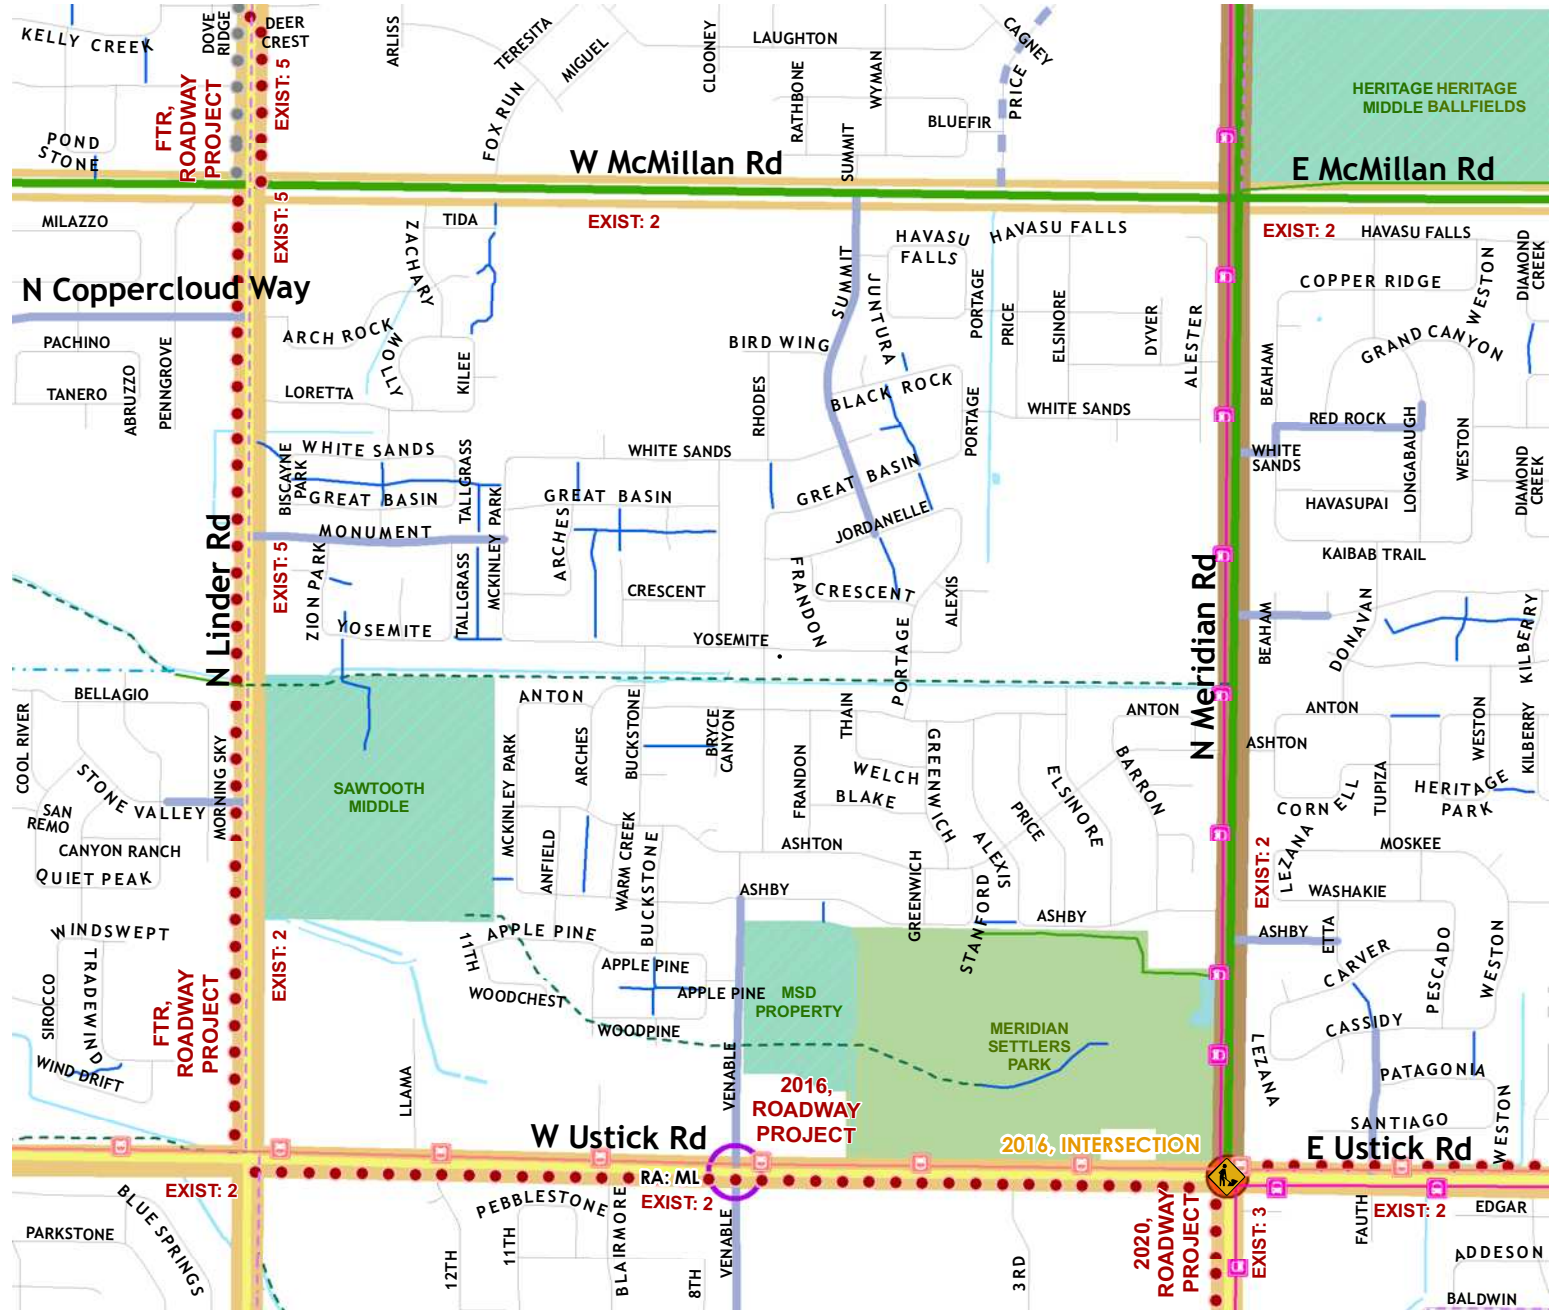 KELLY CREEK
DOVE
RIDGE
DEER
CREST
ARLISS
TERESITA
MIGUEL
CLOONEY
LAUGHTON
CAGNEY
WYMAN
RATHBONE
PRICE
BLUEFIR
HERITAGE HERITAGE
MIDDLE BALLFIELDS
FTR,
ROADWAY
PROJECT
EXIST: 5
FOX RUN
POND
STONE
SUMMIT
W McMillan Rd
E McMillan Rd
MILAZZO
EXIST: 5
ZACHARY
TIDA
EXIST: 2
HAVASU
FALLS
HAVASU FALLS
EXIST: 2
HAVASU FALLS
WESTON
DIAMOND
CREEK
N Coppercloud Way
SUMMIT
JUNTURA
PORTAGE
PRICE
ELSINORE
DYVER
ALESTER
COPPER RIDGE
PACHINO
ARCH ROCK
MOLLY
KILEE
BIRD WING
GRAND CANYON
TANERO
ABRUZZO
PENNGROVE
LORETTA
RHODES
BLACK ROCK
PORTAGE
WHITE SANDS
BEAHAM
RED ROCK
LONGABAUGH
WESTON
WHITE
SANDS
DIAMOND
CREEK
BISCAYNE
PARK
WHITE SANDS
TALLGRASS
WHITE SANDS
GREAT BASIN
MCKINLEY PARK
GREAT BASIN
GREAT BASIN
HAVASUPAI
MONUMENT
ARCHES
JORDANELLE
KAIBAB TRAIL
N Linder Rd
EXIST: 5
ZION PARK
TALLGRASS
CRESCENT
FRANDON
CRESCENT
ALEXIS
N Meridian Rd
BEAHAM
DONAVAN
KILBERRY
YOSEMITE
YOSEMITE
PORTAGE
BELLAGIO
ANTON
BUCKSTONE
BRYCE
CANYON
THAIN
ANTON
ANTON
WESTON
KILBERRY
COOL RIVER
MORNING SKY
MCKINLEY PARK
ARCHES
FRANDON
GREENWICH
BARRON
ASHTON
STONE VALLEY
SAWTOOTH
MIDDLE
WELCH
BLAKE
ELSINORE
PRICE
CORNELL
TUPIZA
HERITAGE
PARK
SAN
REMO
CANYON RANCH
QUIET PEAK
ANFIELD
WARM CREEK
BUCKSTONE
ASHTON
ALEXIS
EXIST: 2
LEZANA
MOSKEE
ASHBY
GREENWICH
STANFORD
ASHBY
WASHAKIE
WINDSWEPT
TRADEWIND
EXIST: 2
11TH
APPLE PINE
ASHBY
ETTA
CARVER
PESCADO
WESTON
SIROCCO
FTR,
ROADWAY
PROJECT
APPLE PINE
APPLE PINE
WOODCHEST
WOODPINE
MSD
PROPERTY
MERIDIAN
SETTLERS
PARK
CASSIDY
WIND DRIFT
VENABLE
LEZANA
PATAGONIA
LLAMA
2016,
ROADWAY
PROJECT
SANTIAGO
WESTON
W Ustick Rd
2016, INTERSECTION
E Ustick Rd
EXIST: 2
RA: ML
EXIST: 2
PARKSTONE
BLUE SPRINGS
PEBBLESTONE
12TH
11TH
BLAIRMORE
8TH
VENABLE
3RD
2020,
ROADWAY
PROJECT
EXIST: 3
FAUTH
EXIST: 2
EDGAR
ADDESON
BALDWIN